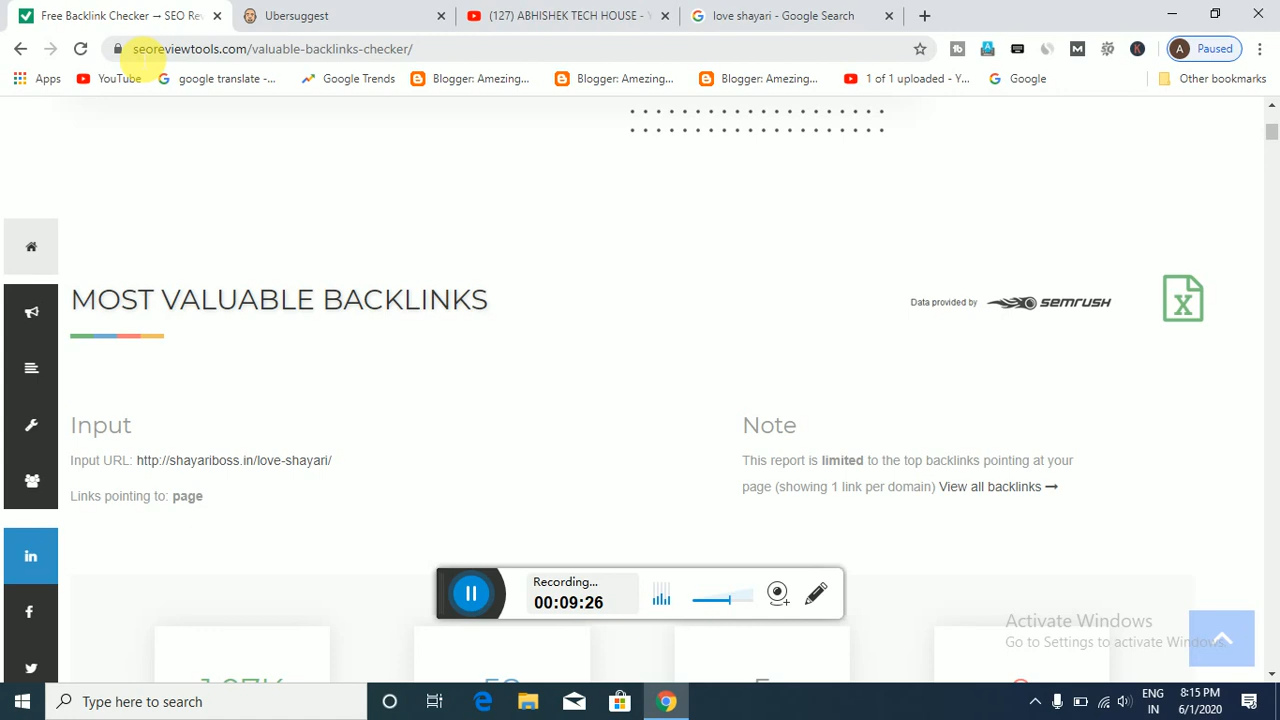 Free Backlink Checker → SEO Rev
Ubersuggest
(127) ABHISHEK TECH HOUSE -
love shayari - Google Search
seoreviewtools.com/valuable-backlinks-checker/
A Paused
Apps
YouTube
google translate -...
Google Trends
Blogger: Amazing...
Blogger: Amazing...
Blogger: Amazing...
1 of 1 uploaded - Y...
Google
Other bookmarks
MOST VALUABLE BACKLINKS
Data provided by SEMRUSH
Input
Note
Input URL: http://shayariboss.in/love-shayari/
This report is limited to the top backlinks pointing at your
Links pointing to: page
page (showing 1 link per domain) View all backlinks →
Recording...
00:09:26
Activate Windows
Go to Settings to activate Windows.
Type here to search
ENG
IN
8:15 PM
6/1/2020